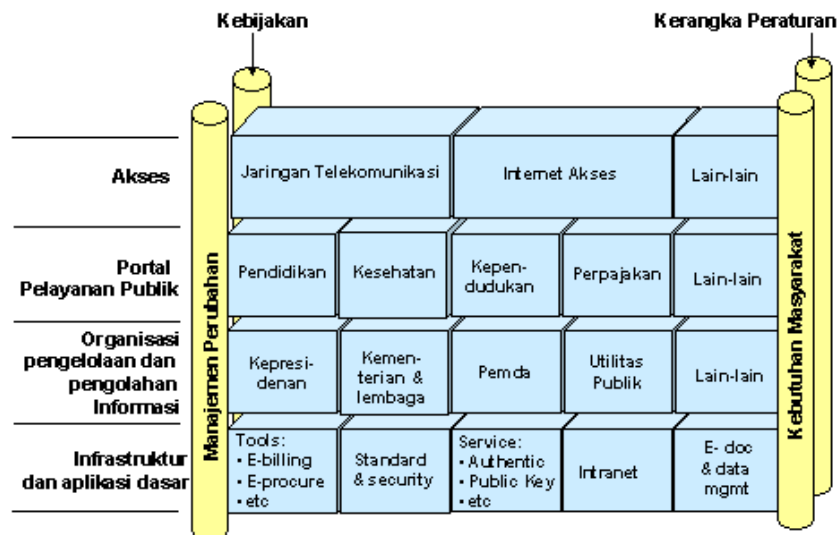 Kebijakan
Kerangka Peraturan
Akses
Jaringan Telekomunikasi
Internet Akses
Lain-lain
Portal
Pelayanan Publik
Pendidikan
Kesehatan
Kepen-
dudukan
Perpajakan
Lain-lain
Organisasi
pengelolaan dan
pengolahan
Informasi
Kepresi-
denan
Kemen-
terian &
lembaga
Pemda
Utilitas
Publik
Lain-lain
Infrastruktur
dan aplikasi dasar
Tools:
• E-billing
• E-procure
• etc
Standard
& security
Service:
• Authentic
• Public Key
• etc
Intranet
E- doc
& data
mgmt
Manajemen Perubahan
Kebutuhan Masyarakat